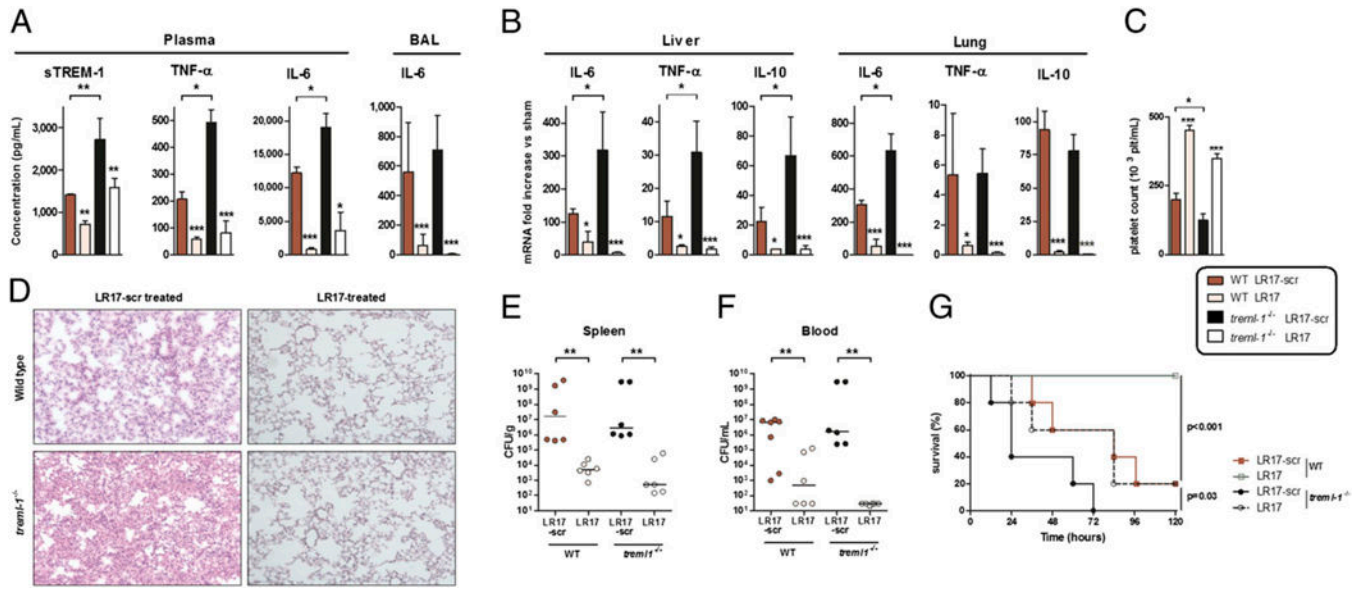 A
Plasma
BAL
sTREM-1
TNF-α
IL-6
IL-6
**
*
*
Concentration (pg/mL)
3,000
2,000
1,000
0
**
**
600
500
400
300
200
100
0
***
***
20,000
15,000
10,000
5,000
0
***
*
1,000
800
600
400
200
0
***
***
B
Liver
Lung
IL-6
TNF-α
IL-10
IL-6
TNF-α
IL-10
*
*
*
*
mRNA fold increase vs sham
400
300
200
100
0
*
***
40
30
20
10
0
*
***
100
80
60
40
20
0
*
***
800
600
400
200
0
***
***
10
8
6
4
2
0
*
***
125
100
75
50
25
0
***
***
C
platelet count (10³ plt/mL)
500
250
0
***
*
***
WT LR17-scr
WT LR17
treml-1-/- LR17-scr
treml-1-/- LR17
D
LR17-scr treated
LR17-treated
Wild type
treml-1-/-
E
Spleen
**
**
CFU/g
10¹⁰
10⁹
10⁸
10⁷
10⁶
10⁵
10⁴
10³
10²
10¹
LR17-scr
LR17
LR17-scr
LR17
WT
treml1-/-
F
Blood
**
**
CFU/mL
10¹⁰
10⁹
10⁸
10⁷
10⁶
10⁵
10⁴
10³
10²
10¹
LR17-scr
LR17
LR17-scr
LR17
WT
treml1-/-
G
survival (%)
100
80
60
40
20
0
0
24
48
72
96
120
Time (hours)
p<0.001
p=0.03
LR17-scr
LR17
WT
LR17-scr
LR17
treml-1-/-